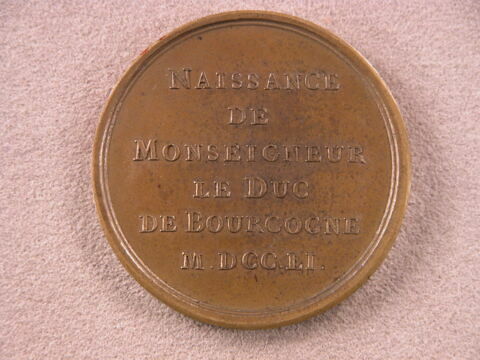 NAISSANCE
DE
MONSEIGNEUR
LE DUC
DE BOURGOGNE
M.DCC.LI.